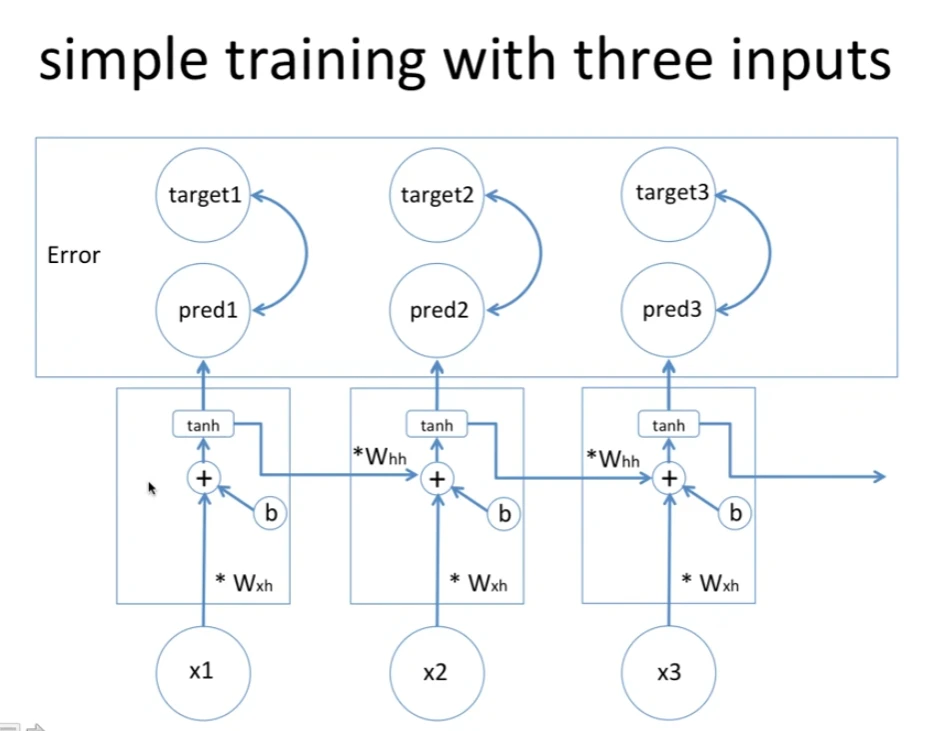 simple training with three inputs
target1 target2 target3
Error
pred1 pred2 pred3
tanh tanh tanh
*Whh *Whh
+ + +
b b b
* Wxh * Wxh * Wxh
x1 x2 x3